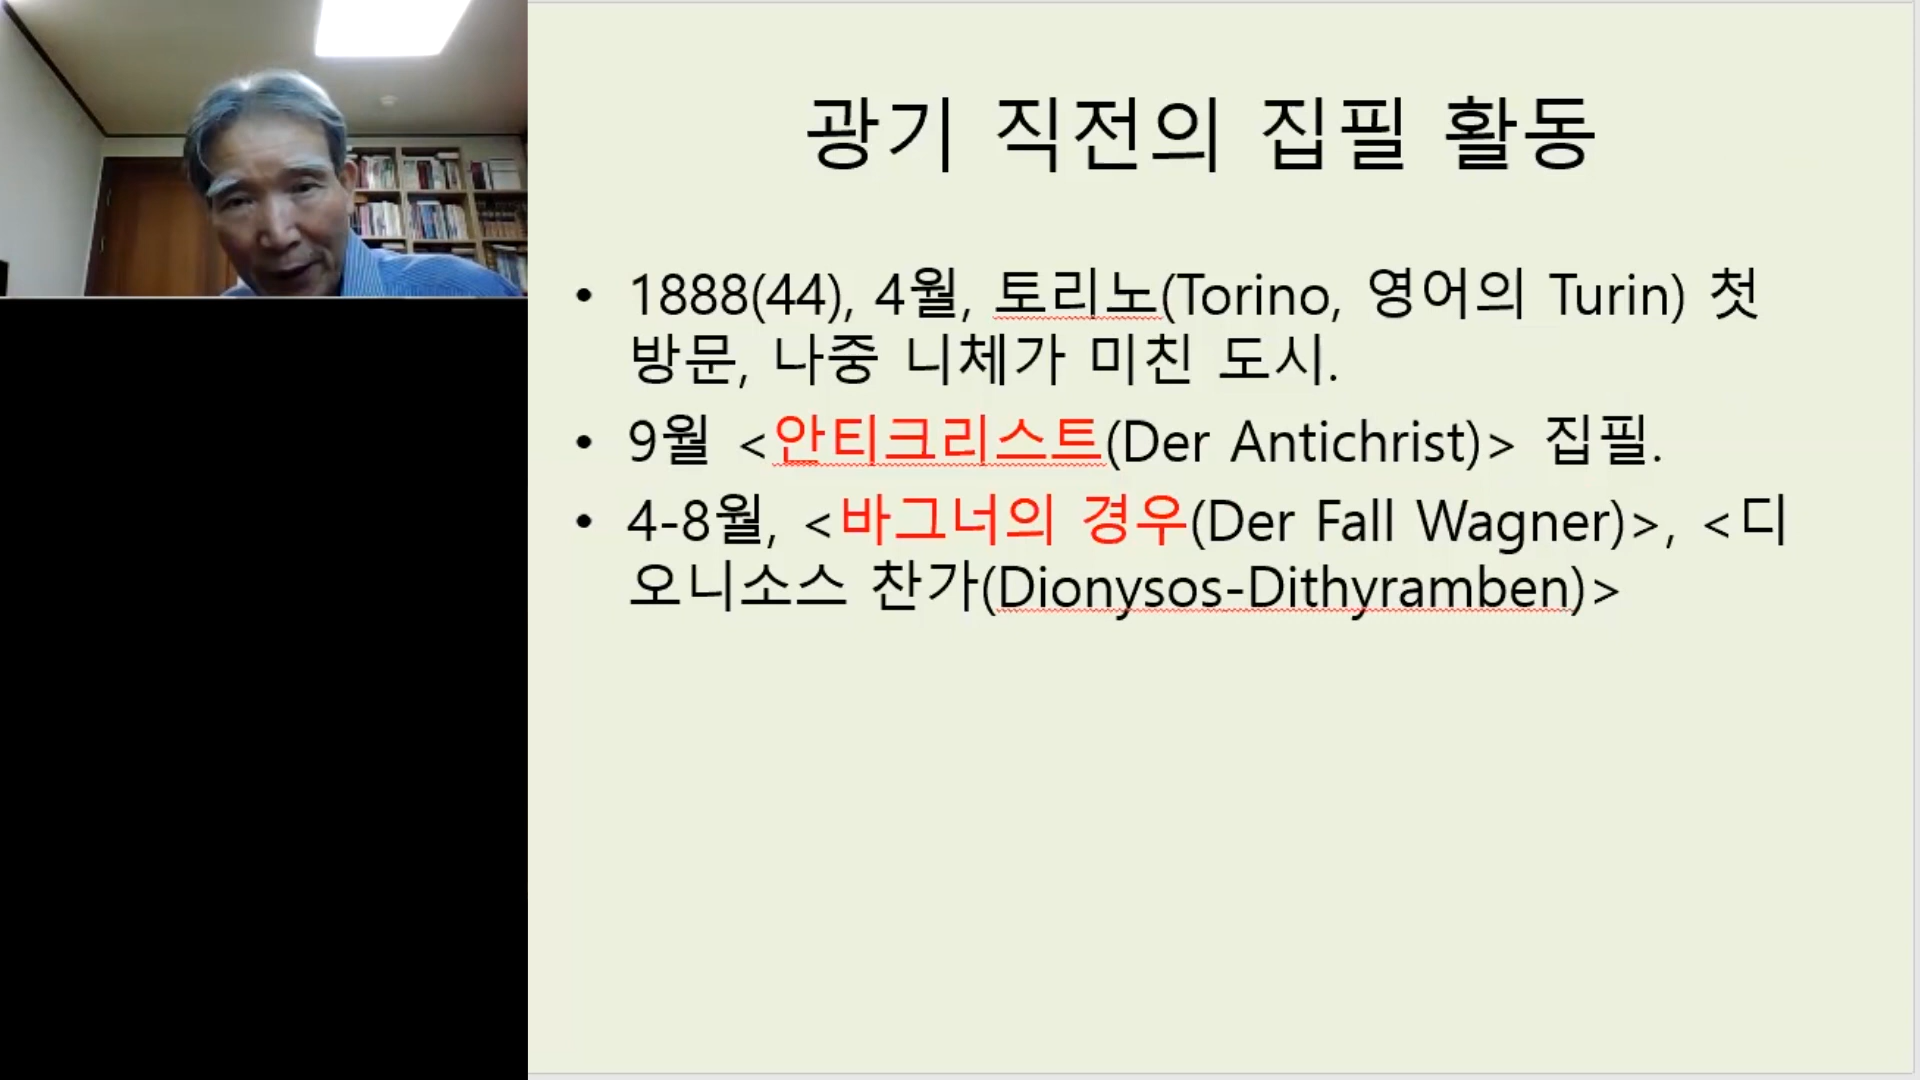 광기 직전의 집필 활동
• 1888(44), 4월, 토리노(Torino, 영어의 Turin) 첫
방문, 나중 니체가 미친 도시.
• 9월 <안티크리스트(Der Antichrist)> 집필.
• 4-8월, <바그너의 경우(Der Fall Wagner)>, <디
오니소스 찬가(Dionysos-Dithyramben)>